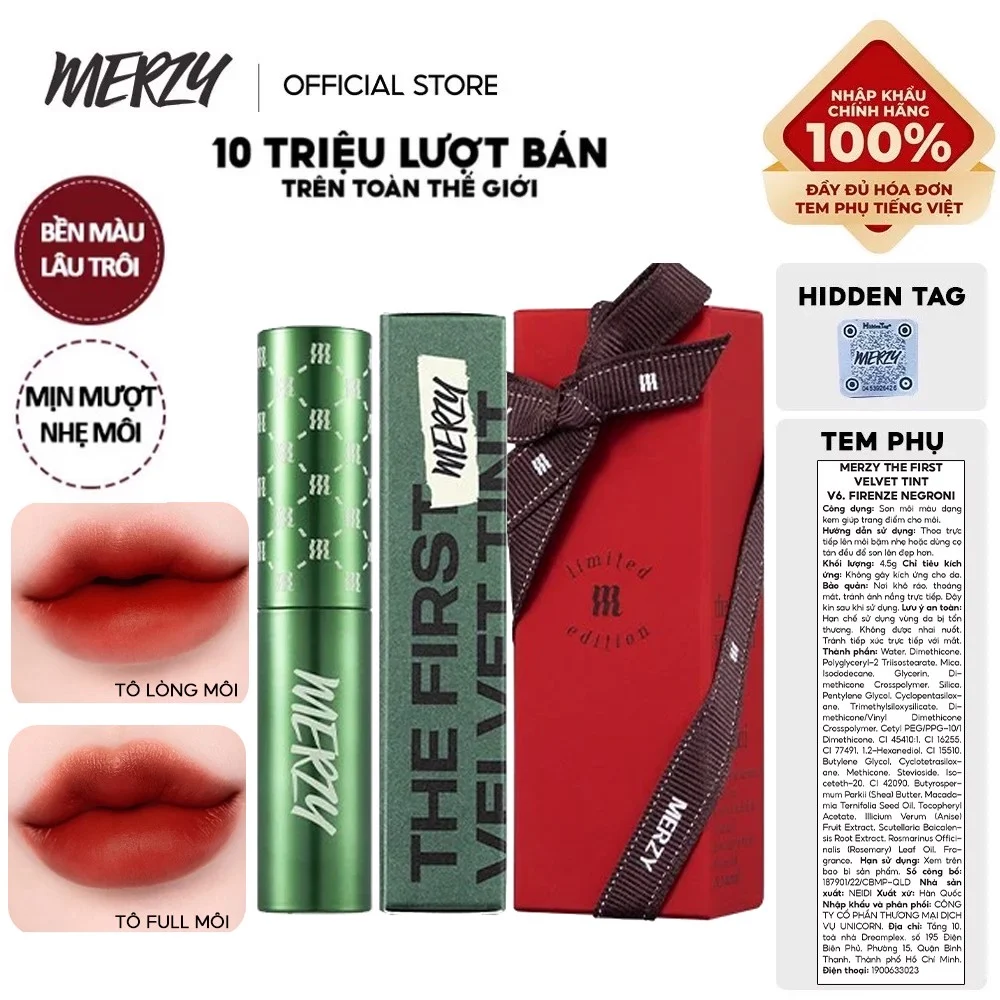 MERZY
OFFICIAL STORE
10 TRIỆU LƯỢT BÁN
TRÊN TOÀN THẾ GIỚI
NHẬP KHẨU
CHÍNH HÃNG
100%
ĐẦY ĐỦ HÓA ĐƠN
TEM PHỤ TIẾNG VIỆT
BỀN MÀU
LÂU TRÔI
MỊN MƯỢT
NHẸ MÔI
TÔ LÒNG MÔI
TÔ FULL MÔI
MERZY
MERZY
THE FIRST
VELVET TINT
limited
edition
MERZY
HIDDEN TAG
HiddenTag
MERZY
TEM PHỤ
MERZY THE FIRST
VELVET TINT
V6. FIRENZE NEGRONI
Công dụng: Son môi màu dạng
kem giúp trang điểm cho môi.
Hướng dẫn sử dụng: Thoa trực
tiếp lên môi bặm nhẹ hoặc dùng cọ
tán đều để son lên đẹp hơn.
Khối lượng: 4.5g Chỉ tiêu kích
ứng: Không gây kích ứng cho da.
Bảo quản: Nơi khô ráo, thoáng
mát, tránh ánh nắng trực tiếp. Đậy
kín sau khi sử dụng. Lưu ý an toàn:
Hạn chế sử dụng vùng da bị tổn
thương. Không được nhai nuốt.
Tránh tiếp xúc trực tiếp với mắt.
Thành phần: Water, Dimethicone,
Polyglyceryl-2 Triisostearate, Mica,
Isododecane, Glycerin, Di-
methicone Crosspolymer, Silica,
Pentylene Glycol, Cyclopentasilox-
ane, Trimethylsiloxysilicate, Di-
methicone/Vinyl Dimethicone
Crosspolymer, Cetyl PEG/PPG-10/1
Dimethicone, CI 45410:1, CI 16255,
CI 77491, 1,2-Hexanediol, CI 15510,
Butylene Glycol, Cyclotetrasilox-
ane, Methicone, Stevioside, Iso-
ceteth-20, CI 42090, Butyrosper-
mum Parkii (Shea) Butter, Macada-
mia Ternifolia Seed Oil, Tocopheryl
Acetate, Illicium Verum (Anise)
Fruit Extract, Scutellaria Baicalen-
sis Root Extract, Rosmarinus Offici-
nalis (Rosemary) Leaf Oil, Fra-
grance. Hạn sử dụng: Xem trên
bao bì sản phẩm. Số công bố:
187901/22/CBMP-QLD Nhà sản
xuất: NEIDI Xuất xứ: Hàn Quốc
Nhập khẩu và phân phối: CÔNG
TY CỔ PHẦN THƯƠNG MẠI DỊCH
VỤ UNICORN. Địa chỉ: Tầng 10,
toà nhà Dreamplex, số 195 Điện
Biên Phủ, Phường 15, Quận Bình
Thạnh, Thành phố Hồ Chí Minh.
Điện thoại: 1900633023